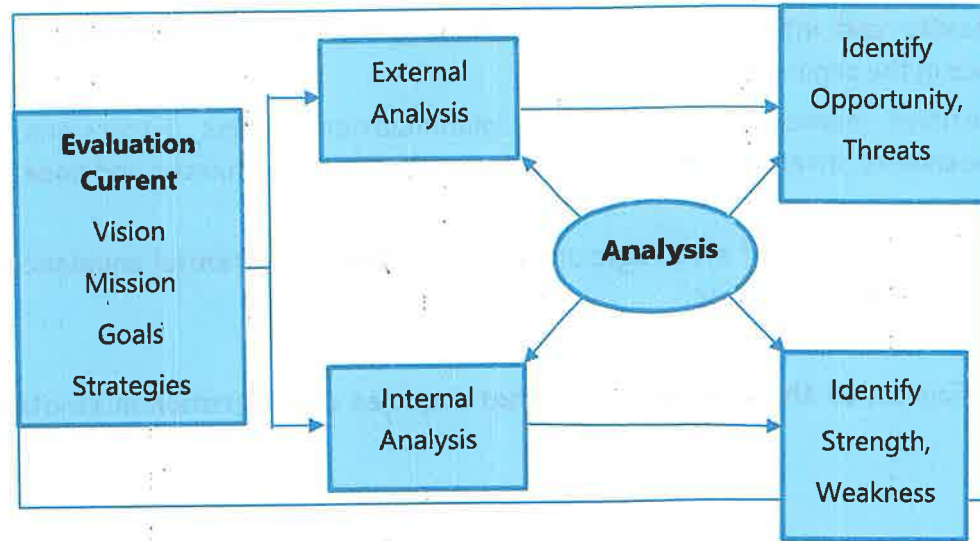 Evaluation
Current
Vision
Mission
Goals
Strategies
External
Analysis
Identify
Opportunity,
Threats
Analysis
Internal
Analysis
Identify
Strength,
Weakness